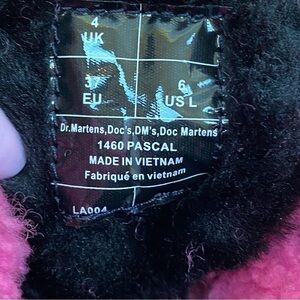 4
UK
37
EU
6
US L
Dr.Martens,Doc's,DM's,Doc Martens
1460 PASCAL
MADE IN VIETNAM
Fabriqué en vietnam
LA004